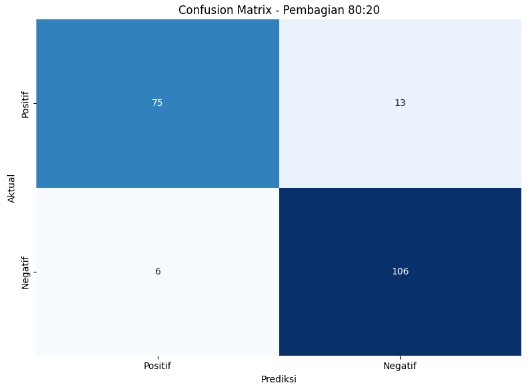 Confusion Matrix - Pembagian 80:20
Aktual
Positif
75
13
Negatif
6
106
Positif
Negatif
Prediksi